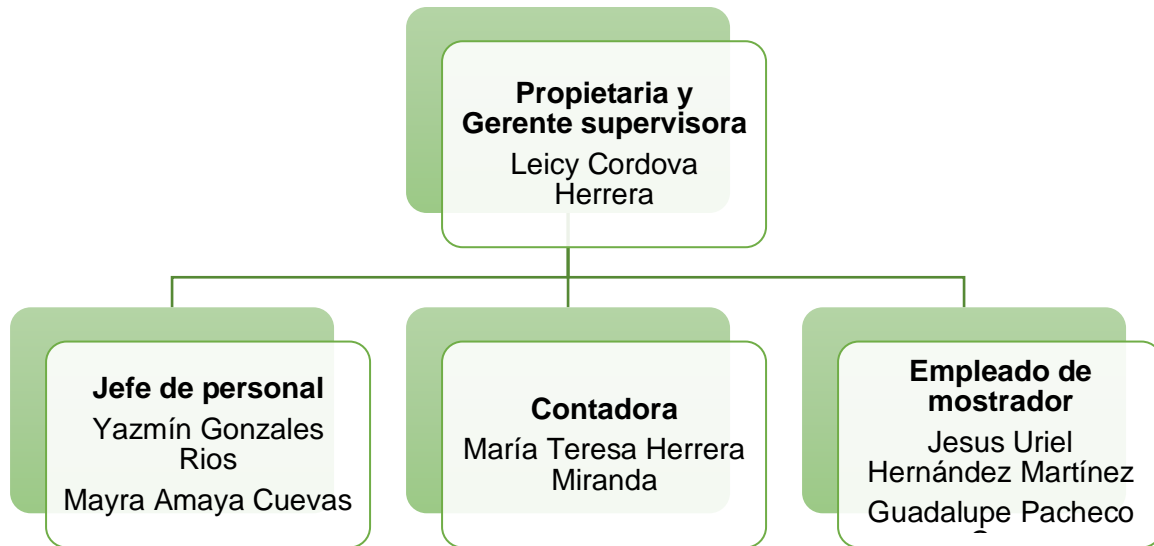 Propietaria y
Gerente supervisora
Leicy Cordova
Herrera
Jefe de personal
Yazmín Gonzales
Rios
Mayra Amaya Cuevas
Contadora
María Teresa Herrera
Miranda
Empleado de
mostrador
Jesus Uriel
Hernández Martínez
Guadalupe Pacheco